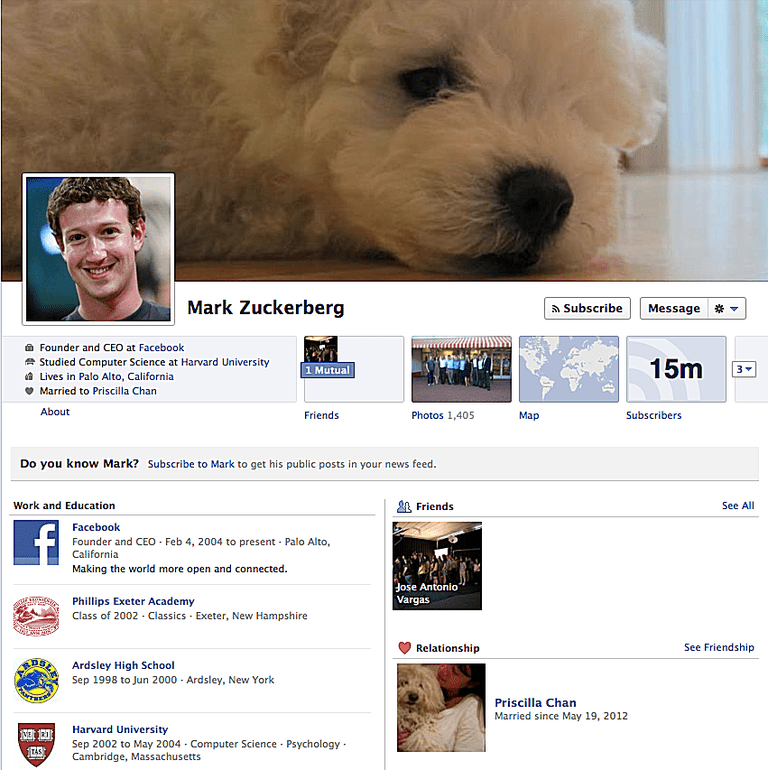 Mark Zuckerberg
Subscribe
Message
Founder and CEO at Facebook
Studied Computer Science at Harvard University
Lives in Palo Alto, California
Married to Priscilla Chan
About
1 Mutual
Friends
Photos 1,405
Map
15m
Subscribers
3
Do you know Mark? Subscribe to Mark to get his public posts in your news feed.
Work and Education
f
Facebook
Founder and CEO · Feb 4, 2004 to present · Palo Alto,
California
Making the world more open and connected.
Phillips Exeter Academy
Class of 2002 · Classics · Exeter, New Hampshire
ARDSLEY
PANTHERS
Ardsley High School
Sep 1998 to Jun 2000 · Ardsley, New York
Harvard University
Sep 2002 to May 2004 · Computer Science · Psychology ·
Cambridge, Massachusetts
Friends
See All
Jose Antonio
Vargas
Relationship
See Friendship
Priscilla Chan
Married since May 19, 2012